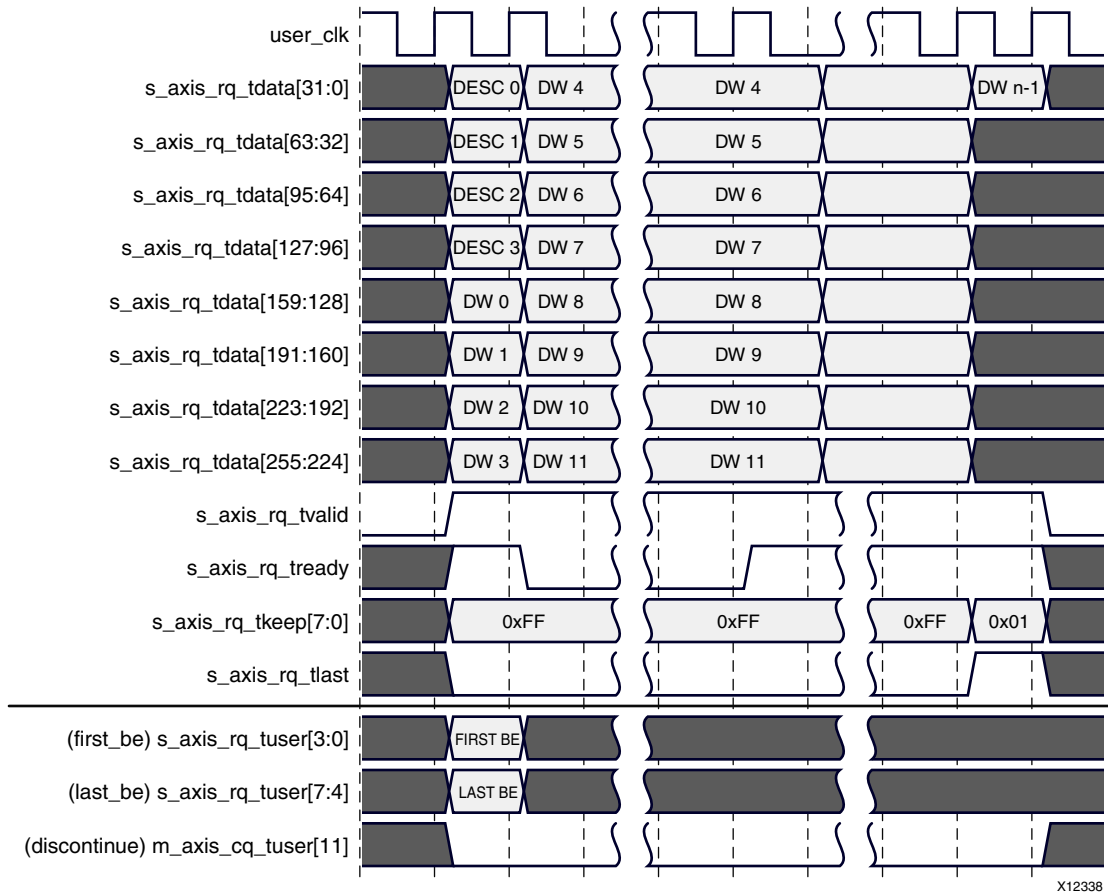 user_clk
s_axis_rq_tdata[31:0] DESC 0 DW 4 DW 4 DW n-1
s_axis_rq_tdata[63:32] DESC 1 DW 5 DW 5
s_axis_rq_tdata[95:64] DESC 2 DW 6 DW 6
s_axis_rq_tdata[127:96] DESC 3 DW 7 DW 7
s_axis_rq_tdata[159:128] DW 0 DW 8 DW 8
s_axis_rq_tdata[191:160] DW 1 DW 9 DW 9
s_axis_rq_tdata[223:192] DW 2 DW 10 DW 10
s_axis_rq_tdata[255:224] DW 3 DW 11 DW 11
s_axis_rq_tvalid
s_axis_rq_tready
s_axis_rq_tkeep[7:0] 0xFF 0xFF 0xFF 0x01
s_axis_rq_tlast
(first_be) s_axis_rq_tuser[3:0] FIRST BE
(last_be) s_axis_rq_tuser[7:4] LAST BE
(discontinue) m_axis_cq_tuser[11]
X12338